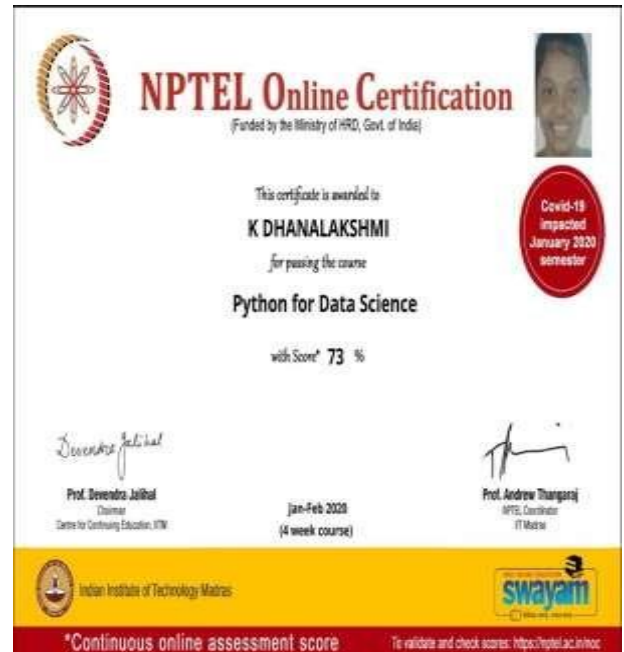 NPTEL Online Certification
(Funded by the Ministry of HRD, Govt. of India)
This certificate is awarded to
K DHANALAKSHMI
for passing the course
Python for Data Science
with Score* 73 %
Covid-19
impacted
January 2020
semester
Devendra Jalihal
Prof. Devendra Jalihal
Chairman
Centre for Continuing Education, IITM
Jan-Feb 2020
(4 week course)
Prof. Andrew Thangaraj
NPTEL Coordinator
IIT Madras
Indian Institute of Technology Madras
swayam
*Continuous online assessment score
To validate and check scores: https://nptel.ac.in/noc